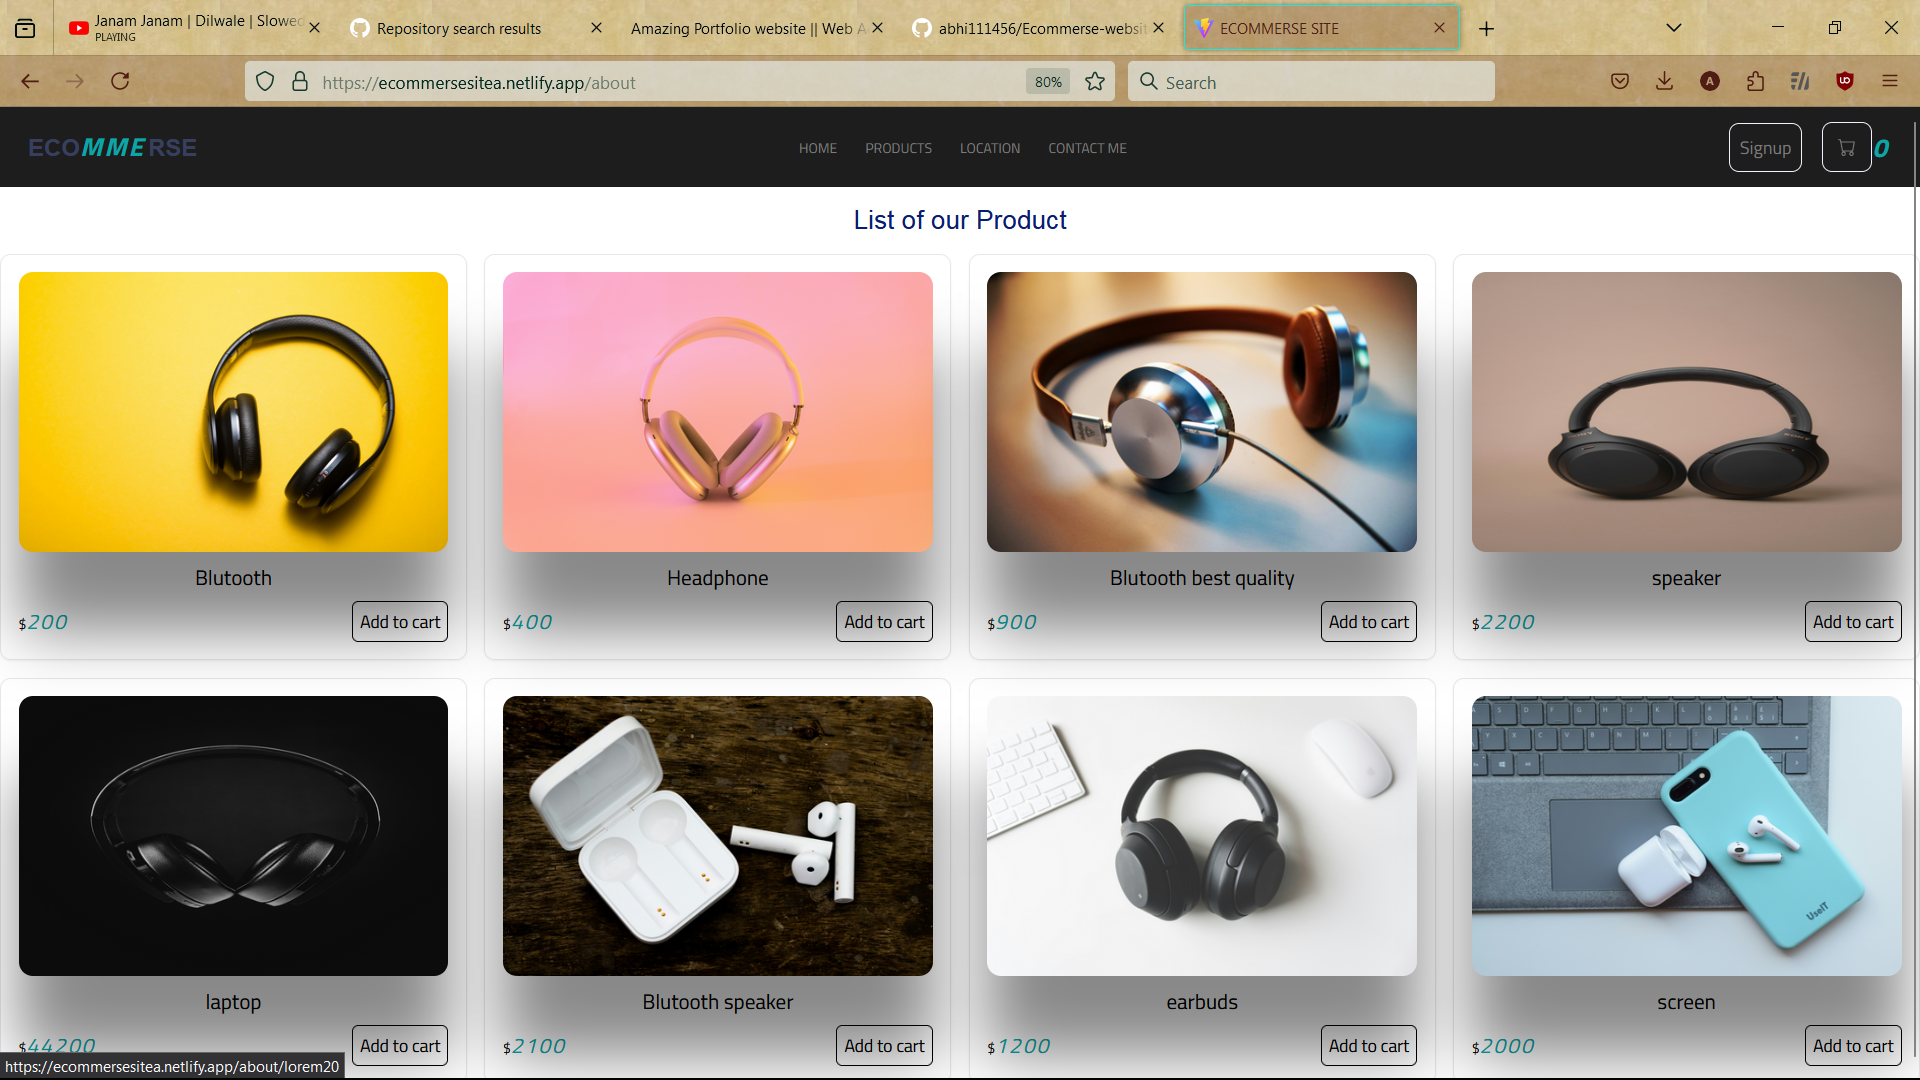 Janam Janam | Dilwale | Slowed
PLAYING
Repository search results
Amazing Portfolio website || Web A
abhi111456/Ecommerse-websit
ECOMMERSE SITE
https://ecommersesitea.netlify.app/about
80%
Search
A
ECOMMERSE
HOME
PRODUCTS
LOCATION
CONTACT ME
Signup
0
List of our Product
Blutooth
$200
Add to cart
Headphone
$400
Add to cart
Blutooth best quality
$900
Add to cart
speaker
$2200
Add to cart
laptop
$44200
Add to cart
Blutooth speaker
$2100
Add to cart
earbuds
$1200
Add to cart
UseIT
screen
$2000
Add to cart
https://ecommersesitea.netlify.app/about/lorem20